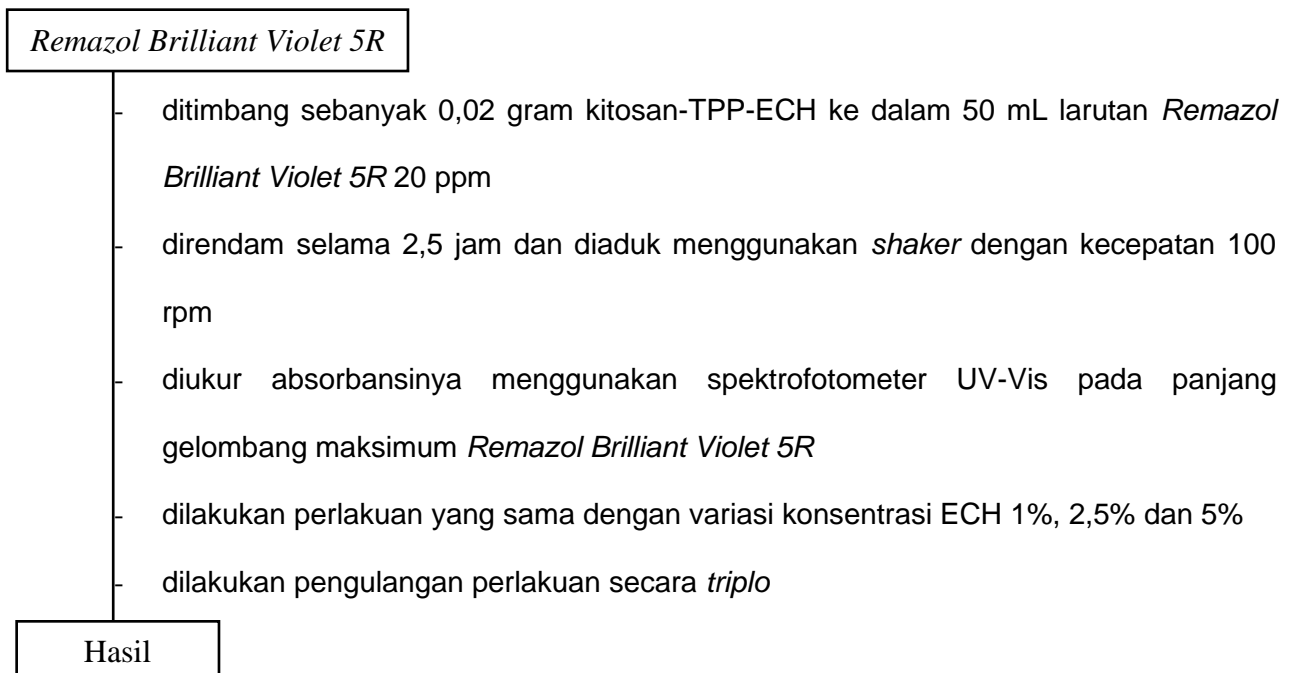 Remazol Brilliant Violet 5R
- ditimbang sebanyak 0,02 gram kitosan-TPP-ECH ke dalam 50 mL larutan Remazol
Brilliant Violet 5R 20 ppm
- direndam selama 2,5 jam dan diaduk menggunakan shaker dengan kecepatan 100
rpm
- diukur absorbansinya menggunakan spektrofotometer UV-Vis pada panjang
gelombang maksimum Remazol Brilliant Violet 5R
- dilakukan perlakuan yang sama dengan variasi konsentrasi ECH 1%, 2,5% dan 5%
- dilakukan pengulangan perlakuan secara triplo
Hasil